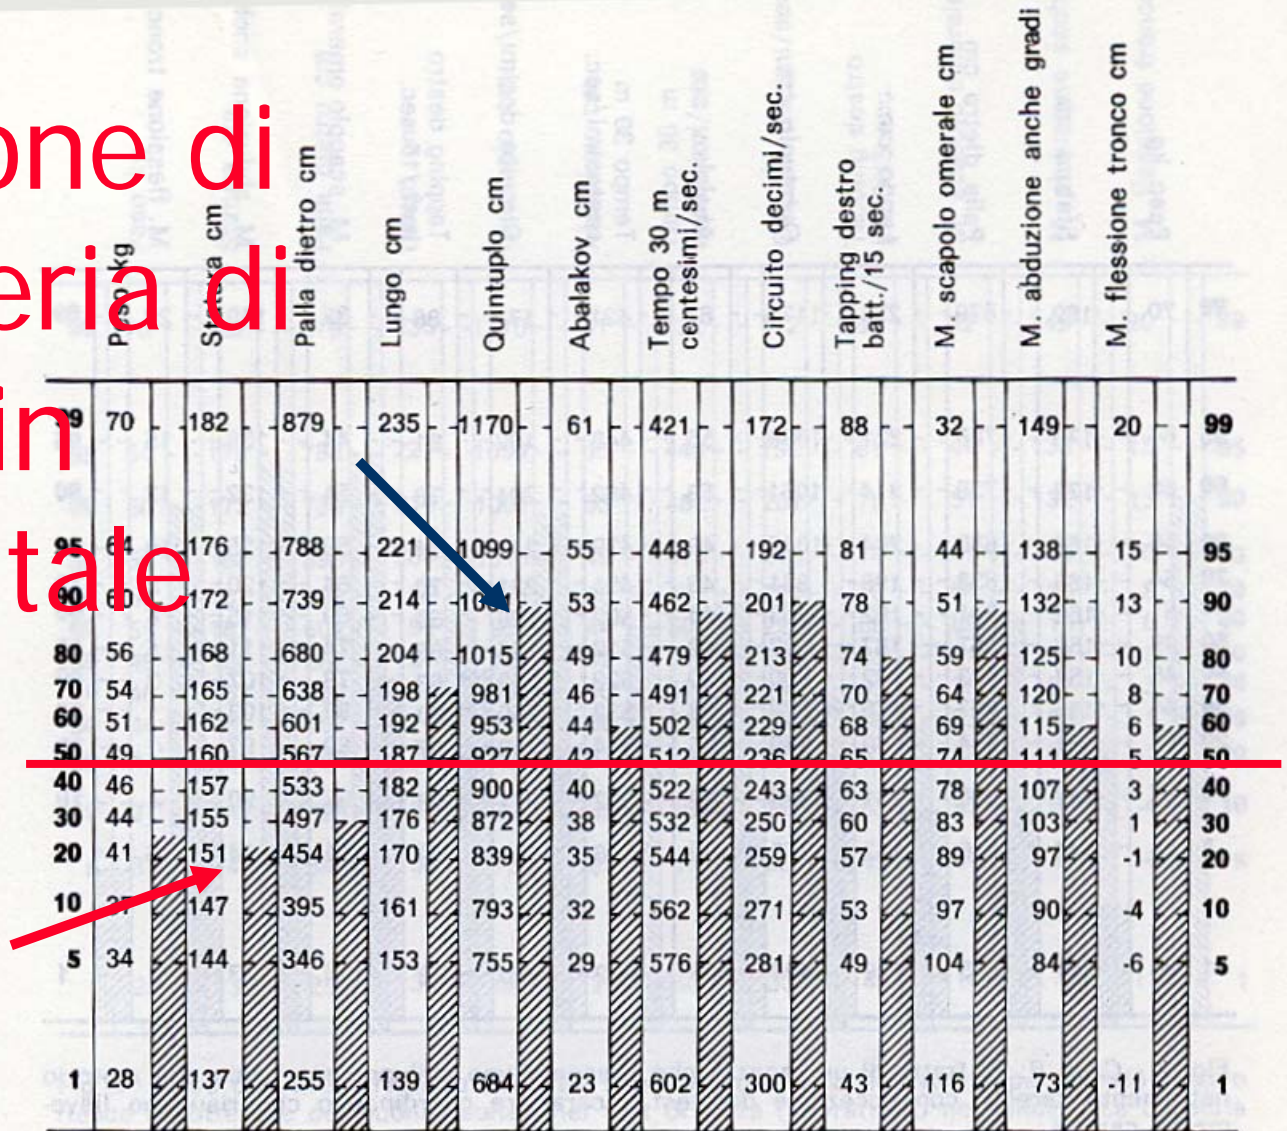 one di
eria di
in
tale
Peso kg
Statura cm
Palla dietro cm
Lungo cm
Quintuplo cm
Abalakov cm
Tempo 30 m
centesimi/sec.
Circuito decimi/sec.
Tapping destro
batt./15 sec.
M. scapolo omerale cm
M. abduzione anche gradi
M. flessione tronco cm
99 70 182 879 235 1170 61 421 172 88 32 149 20 99
95 64 176 788 221 1099 55 448 192 81 44 138 15 95
90 60 172 739 214 53 462 201 78 51 132 13 90
80 56 168 680 204 1015 49 479 213 74 59 125 10 80
70 54 165 638 198 981 46 491 221 70 64 120 8 70
60 51 162 601 192 953 44 502 229 68 69 115 6 60
50 49 160 567 187 927 42 512 236 65 74 111 5 50
40 46 157 533 182 900 40 522 243 63 78 107 3 40
30 44 155 497 176 872 38 532 250 60 83 103 1 30
20 41 151 454 170 839 35 544 259 57 89 97 -1 20
10 37 147 395 161 793 32 562 271 53 97 90 -4 10
5 34 144 346 153 755 29 576 281 49 104 84 -6 5
1 28 137 255 139 684 23 602 300 43 116 73 -11 1